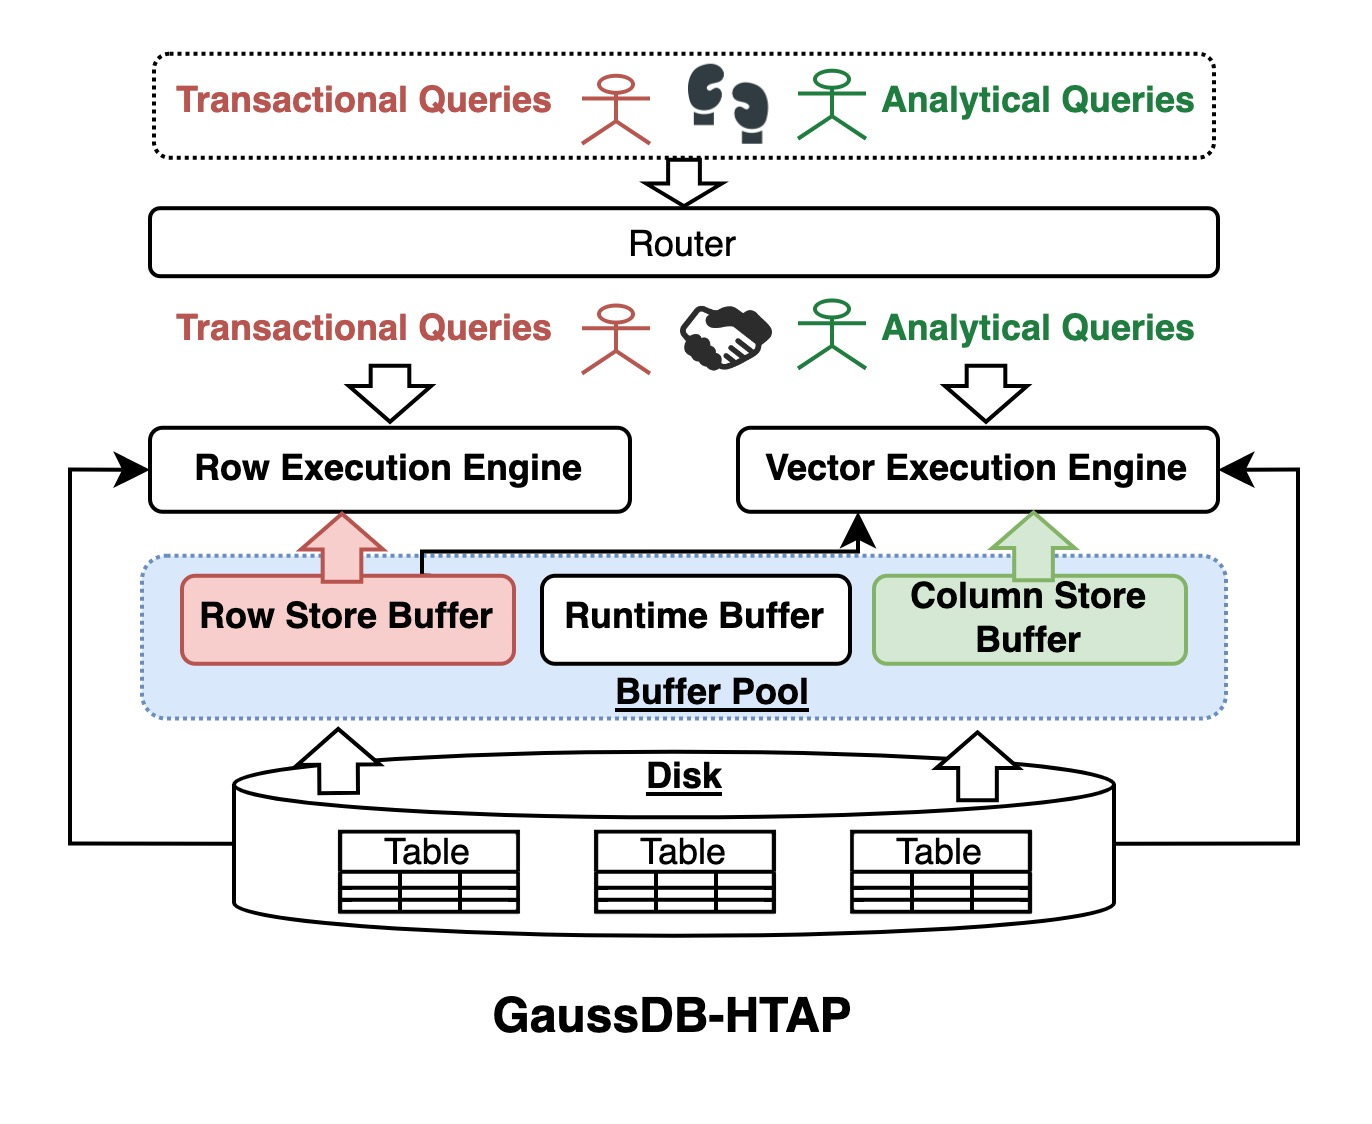 Transactional Queries
Analytical Queries
Router
Transactional Queries
Analytical Queries
Row Execution Engine
Vector Execution Engine
Row Store Buffer
Runtime Buffer
Column Store
Buffer
Buffer Pool
Disk
Table
Table
Table
GaussDB-HTAP